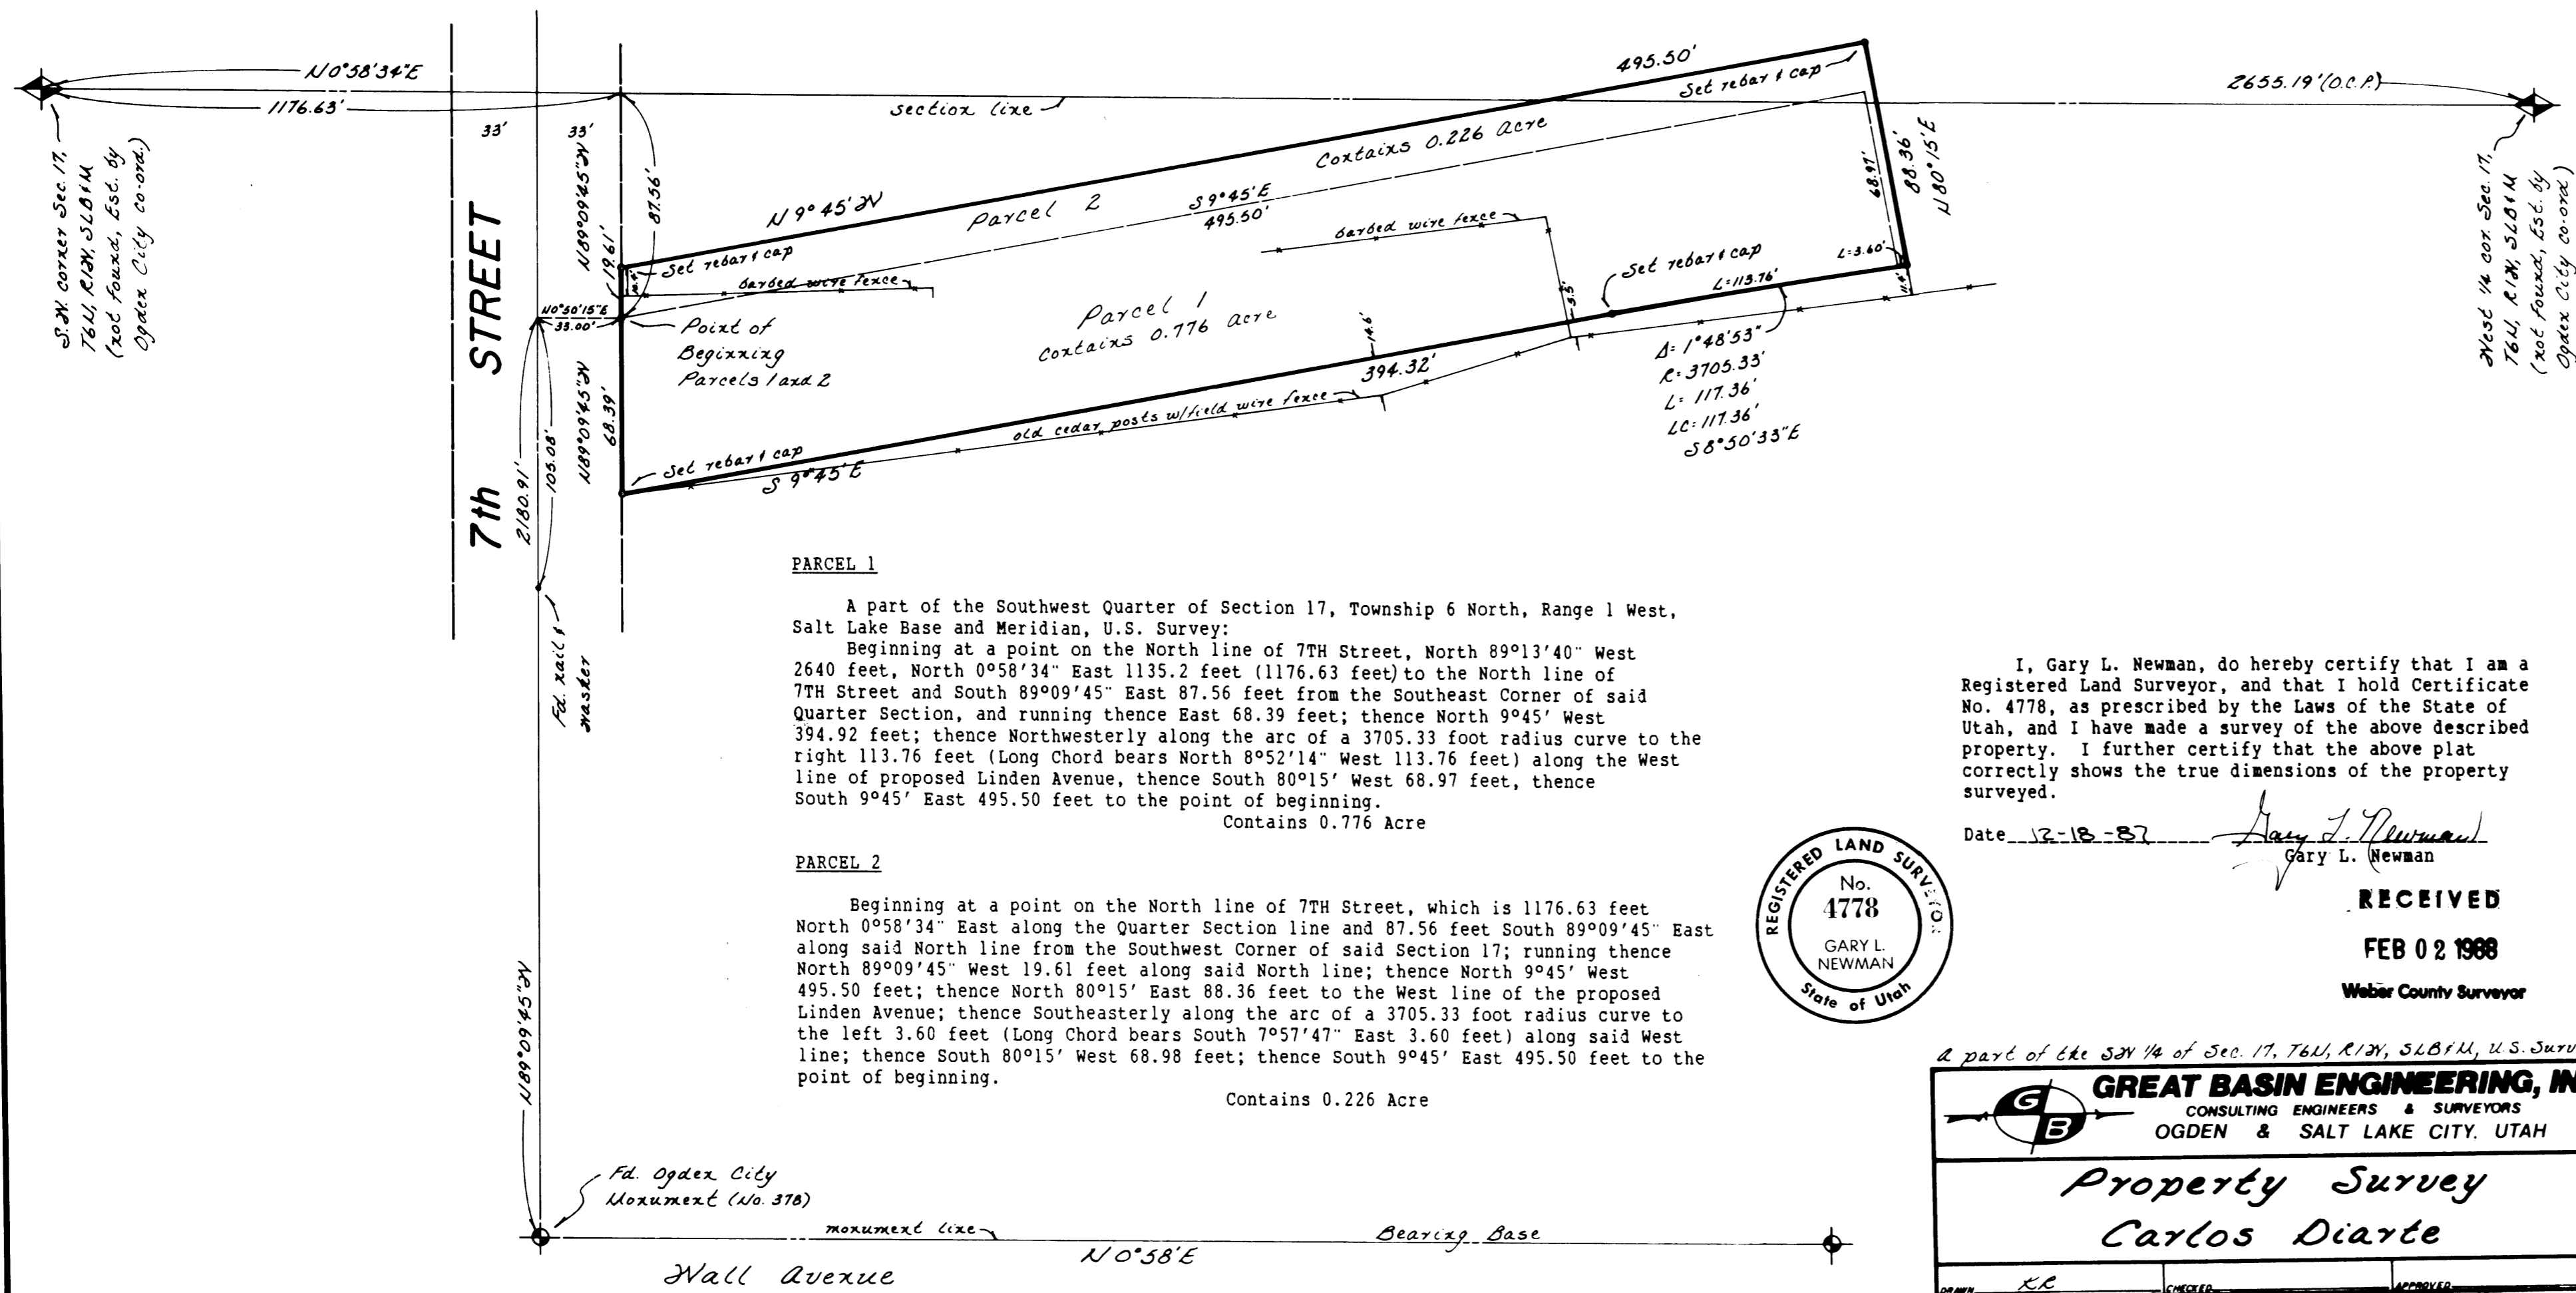 N0°58'34"E
1176.63'
section line
495.50'
Set rebar & cap
2655.19' (O.C.P.)
S.W. corner Sec. 17,
T6N, R1W, SLB&M
(not found, Est. by
Ogden City co-ord.)
33'
33'
7th STREET
N89°09'45"W
19.61'
87.56'
N 9°45'W
Parcel 2
Contains 0.226 Acre
S 9°45'E
495.50'
68.97'
88.36'
N80°15'E
West 1/4 cor. Sec. 17,
T6N, R1W, SLB&M
(not found, Est. by
Ogden City co-ord.)
Set rebar & cap
barbed wire fence
barbed wire fence
Set rebar & cap
L=3.60'
L=113.76'
N0°50'15"E
33.00'
Point of
Beginning
Parcels 1 and 2
Parcel 1
Contains 0.776 acre
14.6'
394.32'
Δ= 1°48'53"
R= 3705.33'
L= 117.36'
LC= 117.36'
S8°50'33"E
N89°09'45"W
68.39'
2180.91'
103.08'
old cedar posts w/field wire fence
Set rebar & cap
S 9°45'E
Fd. nail &
washer
N89°09'45"W
PARCEL 1
A part of the Southwest Quarter of Section 17, Township 6 North, Range 1 West,
Salt Lake Base and Meridian, U.S. Survey:
Beginning at a point on the North line of 7TH Street, North 89°13'40" West
2640 feet, North 0°58'34" East 1135.2 feet (1176.63 feet) to the North line of
7TH Street and South 89°09'45" East 87.56 feet from the Southeast Corner of said
Quarter Section, and running thence East 68.39 feet; thence North 9°45' West
394.92 feet; thence Northwesterly along the arc of a 3705.33 foot radius curve to the
right 113.76 feet (Long Chord bears North 8°52'14" West 113.76 feet) along the West
line of proposed Linden Avenue, thence South 80°15' West 68.97 feet, thence
South 9°45' East 495.50 feet to the point of beginning.
Contains 0.776 Acre
PARCEL 2
Beginning at a point on the North line of 7TH Street, which is 1176.63 feet
North 0°58'34" East along the Quarter Section line and 87.56 feet South 89°09'45" East
along said North line from the Southwest Corner of said Section 17; running thence
North 89°09'45" West 19.61 feet along said North line; thence North 9°45' West
495.50 feet; thence North 80°15' East 88.36 feet to the West line of the proposed
Linden Avenue; thence Southeasterly along the arc of a 3705.33 foot radius curve to
the left 3.60 feet (Long Chord bears South 7°57'47" East 3.60 feet) along said West
line; thence South 80°15' West 68.98 feet; thence South 9°45' East 495.50 feet to the
point of beginning.
Contains 0.226 Acre
I, Gary L. Newman, do hereby certify that I am a
Registered Land Surveyor, and that I hold Certificate
No. 4778, as prescribed by the Laws of the State of
Utah, and I have made a survey of the above described
property. I further certify that the above plat
correctly shows the true dimensions of the property
surveyed.
Date 12-18-87 Gary L. Newman
Gary L. Newman
REGISTERED LAND SURVEYOR
No.
4778
GARY L.
NEWMAN
State of Utah
RECEIVED
FEB 02 1988
Weber County Surveyor
Fd. Ogden City
Monument (No. 37B)
monument line
Bearing Base
N 0°58'E
Wall Avenue
a part of the SW 1/4 of Sec. 17, T6N, R1W, SLB&M, U.S. Surv
GB
GREAT BASIN ENGINEERING, IN
CONSULTING ENGINEERS & SURVEYORS
OGDEN & SALT LAKE CITY. UTAH
Property Survey
Carlos Diarte
DRAWN KR CHECKED APPROVED